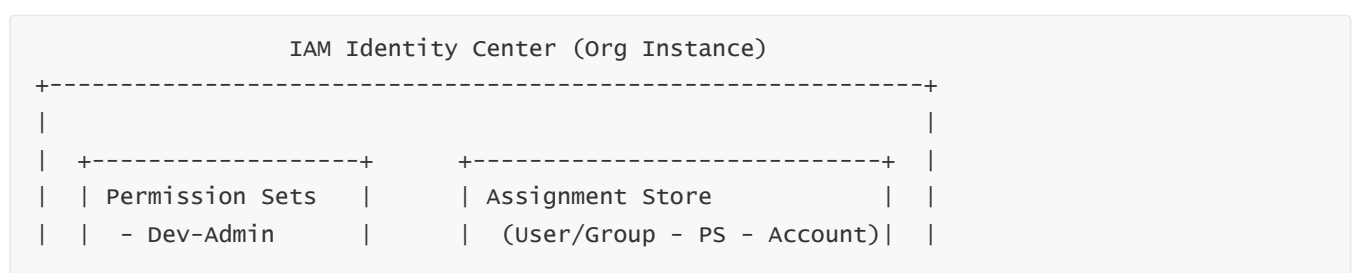 IAM Identity Center (Org Instance)
+--------------------------------------------------------------+
|                                                              |
|  +-------------------+      +-----------------------------+  |
|  | Permission Sets   |      | Assignment Store            |  |
|  |  - Dev-Admin      |      |  (User/Group - PS - Account)|  |